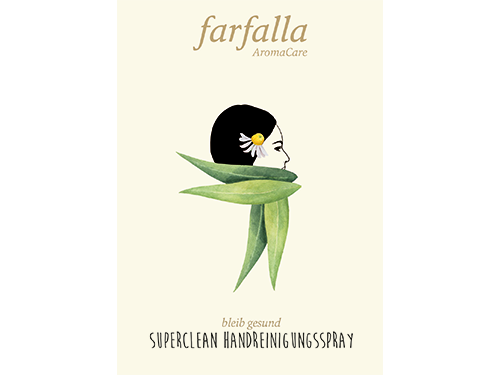 farfalla
AromaCare
bleib gesund
SUPERCLEAN HANDREINIGUNGSSPRAY